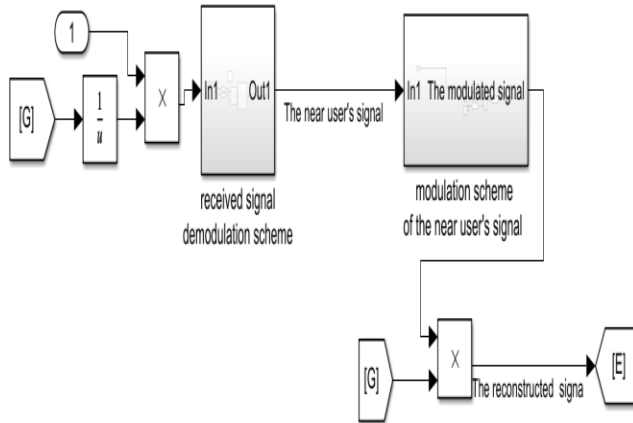 1
[G]
1
u
×
In1
Out1
The near user's signal
In1
The modulated signal
received signal
demodulation scheme
modulation scheme
of the near user's signal
[G]
×
The reconstructed signa
[E]